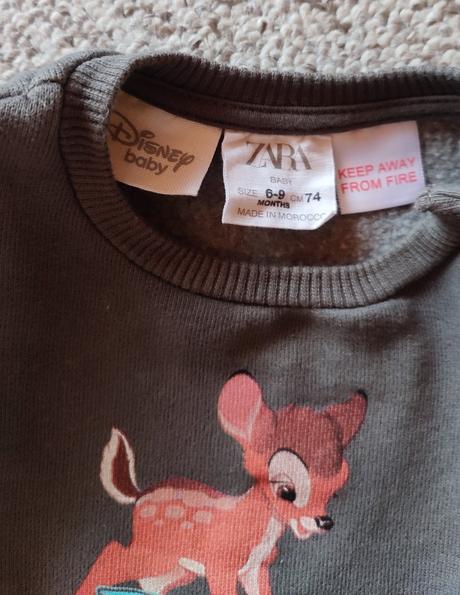 Disney
baby
ZARA
BABY
SIZE 6-9 CM 74
MONTHS
MADE IN MOROCCO
KEEP AWAY
FROM FIRE